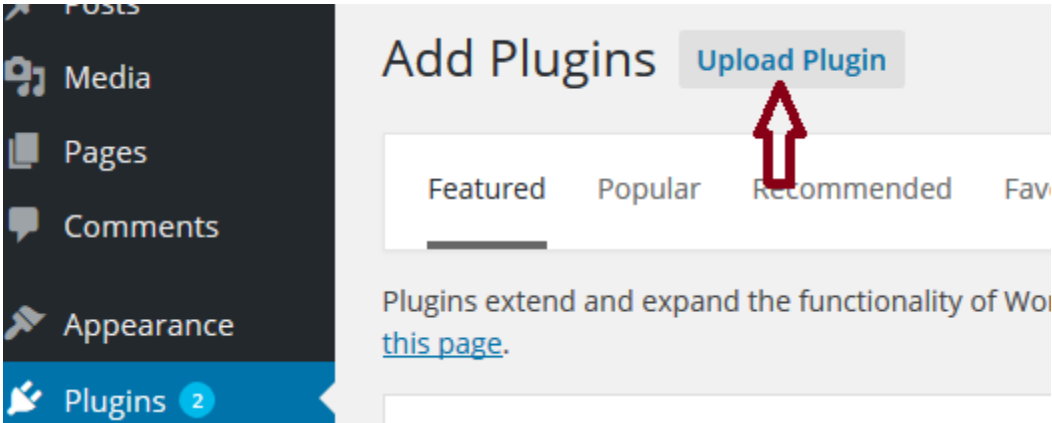 Posts
Media
Pages
Comments
Appearance
Plugins 2
Add Plugins Upload Plugin
Featured Popular Recommended
Plugins extend and expand the functionality of
this page.